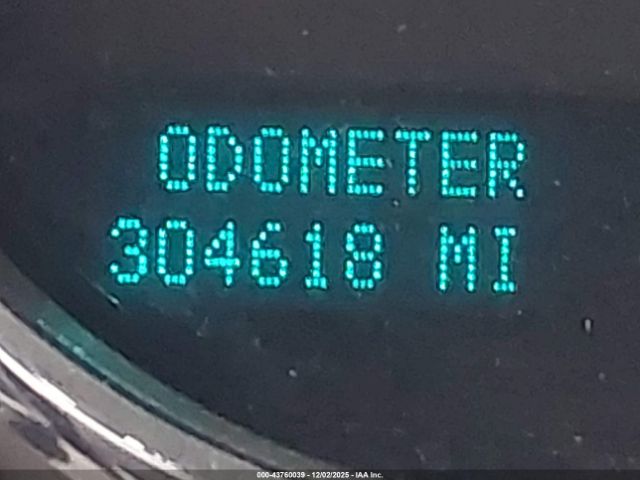 ODOMETER
304618 MI
000-43760039 - 12/02/2025 - IAA Inc.